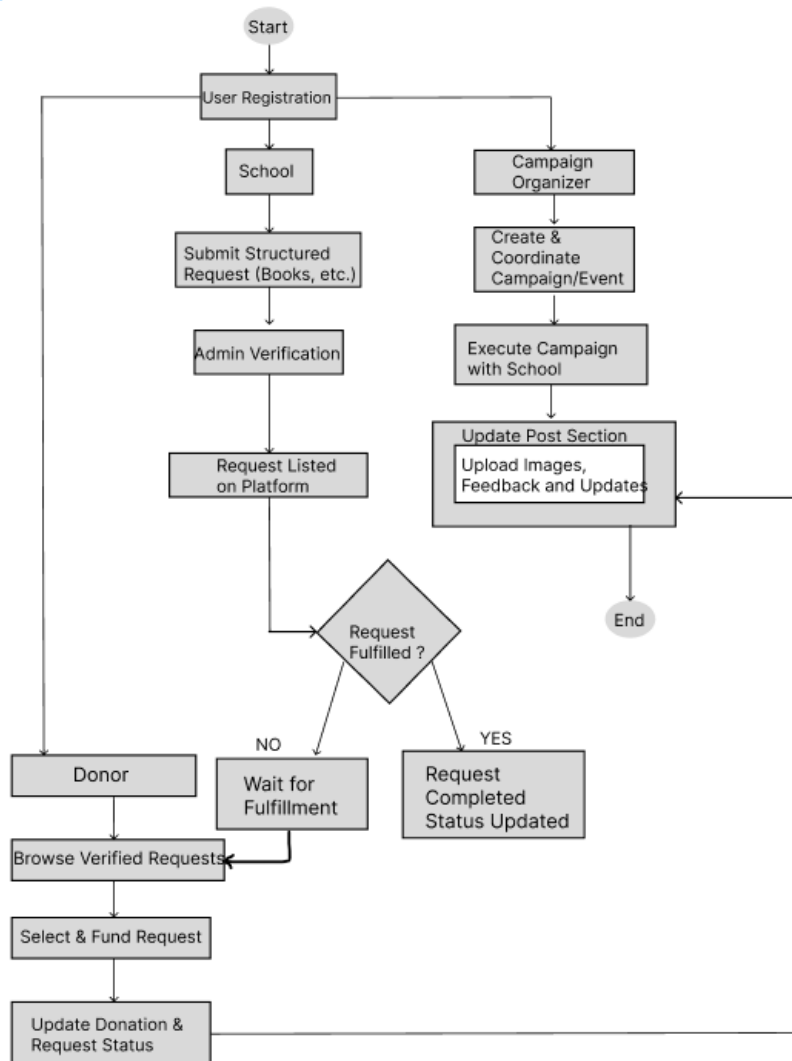 Start
User Registration
School
Campaign
Organizer
Submit Structured
Request (Books, etc.)
Create &
Coordinate
Campaign/Event
Admin Verification
Execute Campaign
with School
Update Post Section
Upload Images,
Feedback and Updates
Request Listed
on Platform
End
Request
Fulfilled ?
NO
YES
Donor
Wait for
Fulfillment
Request
Completed
Status Updated
Browse Verified Requests
Select & Fund Request
Update Donation &
Request Status